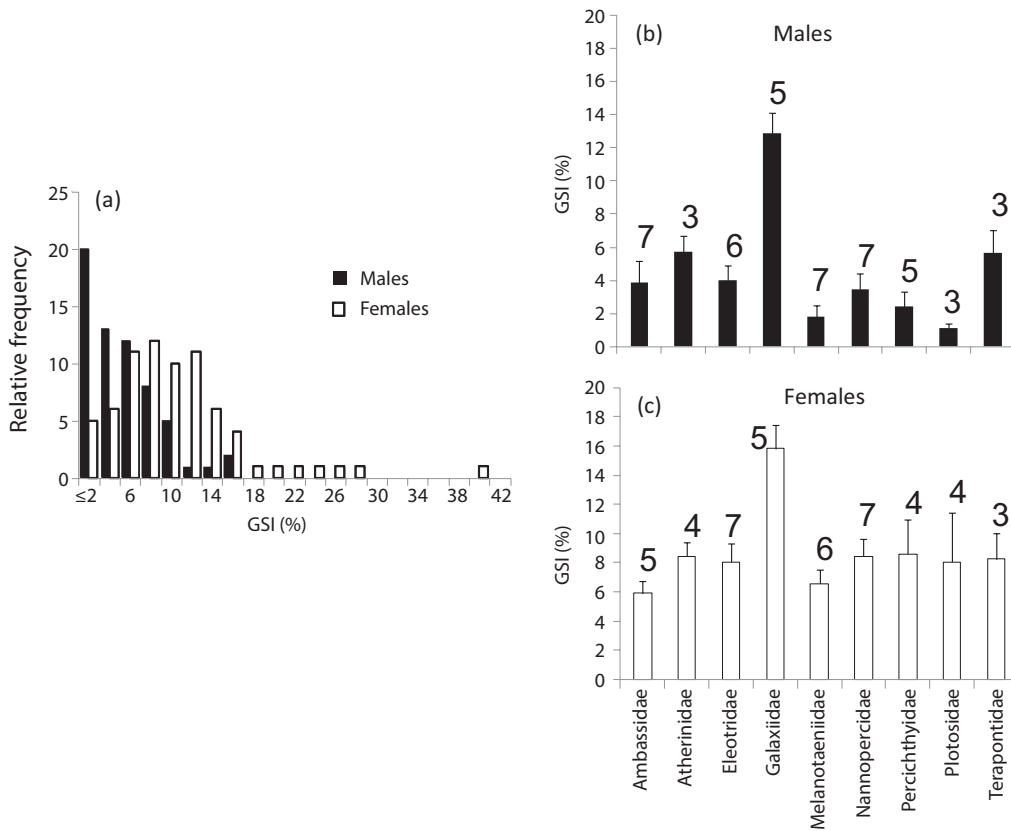 (a)
25
20
15
10
5
0
Relative frequency
Males
Females
≤2 6 10 14 18 22 26 30 34 38 42
GSI (%)
(b) Males
20
18
16
14
12
10
8
6
4
2
0
GSI (%)
7 3 6 5 7 7 5 3 3
(c) Females
20
18
16
14
12
10
8
6
4
2
0
GSI (%)
5 4 7 5 6 7 4 4 3
Ambassidae
Atherinidae
Eleotridae
Galaxiidae
Melanotaeniidae
Nannopercidae
Percichthyidae
Plotosidae
Terapontidae